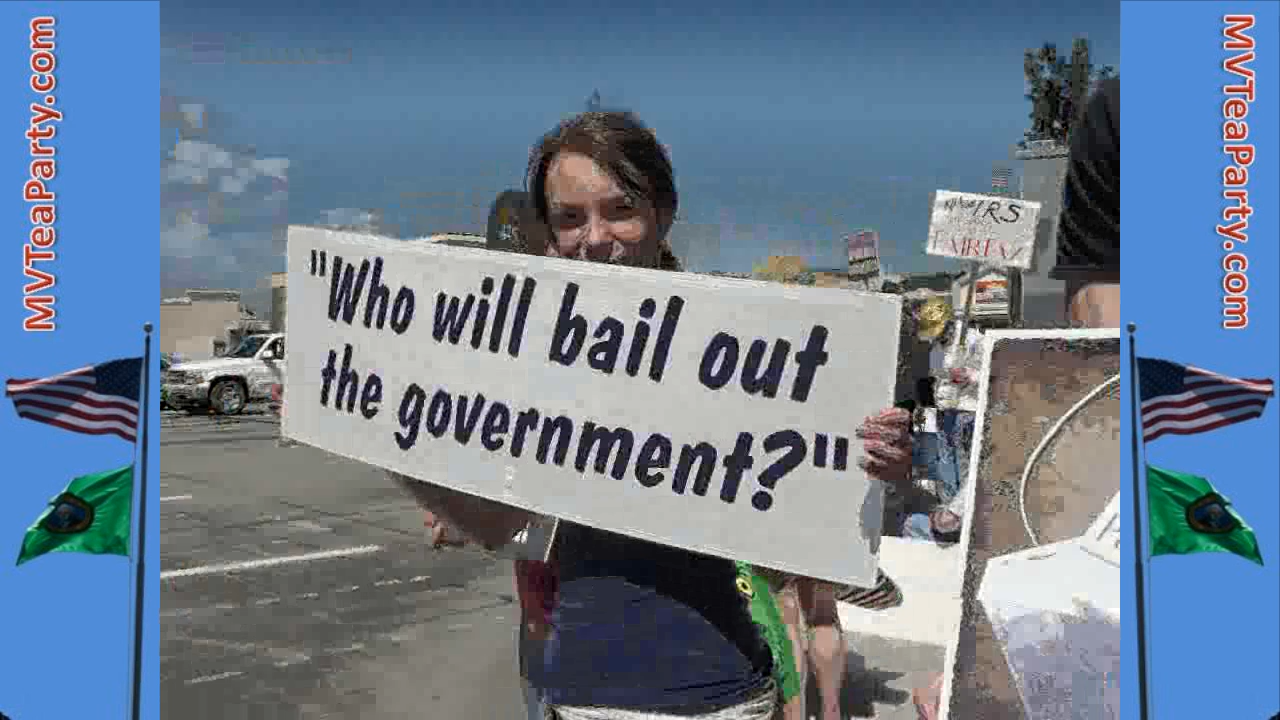 MVTeaParty.com
"Who will bail out
the government?"
IRS
MVTeaParty.com